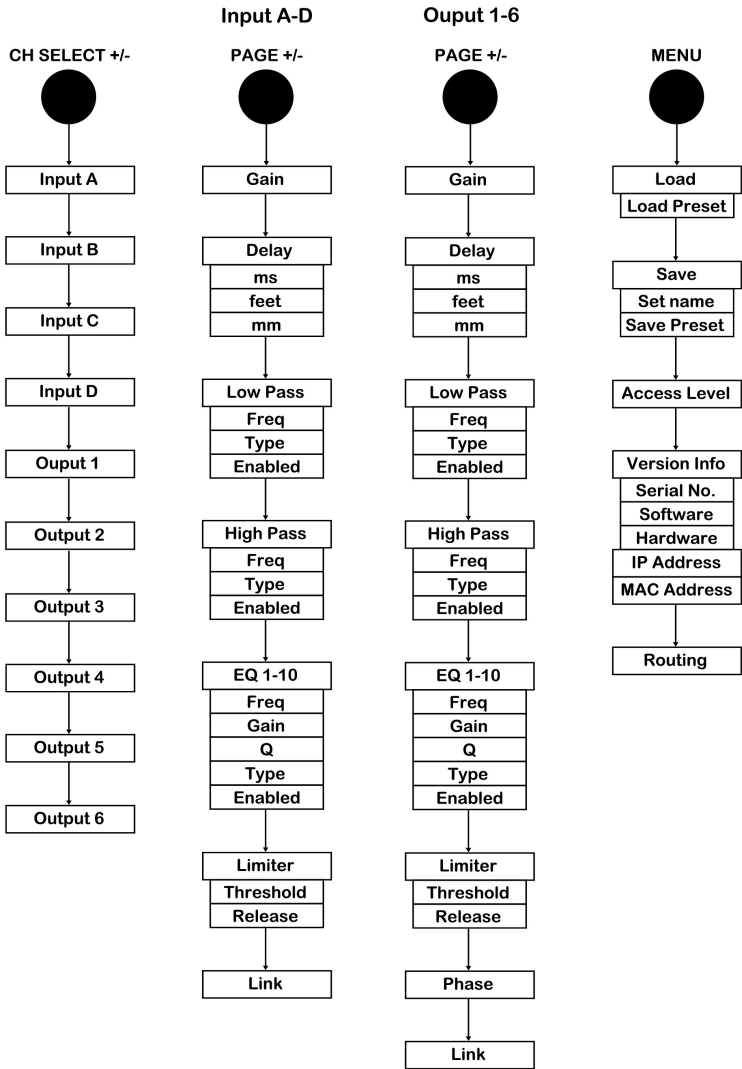 Input A-D
Ouput 1-6
CH SELECT +/-
PAGE +/-
PAGE +/-
MENU
Input A
Input B
Input C
Input D
Ouput 1
Output 2
Output 3
Output 4
Output 5
Output 6
Gain
Delay
ms
feet
mm
Low Pass
Freq
Type
Enabled
High Pass
Freq
Type
Enabled
EQ 1-10
Freq
Gain
Q
Type
Enabled
Limiter
Threshold
Release
Link
Gain
Delay
ms
feet
mm
Low Pass
Freq
Type
Enabled
High Pass
Freq
Type
Enabled
EQ 1-10
Freq
Gain
Q
Type
Enabled
Limiter
Threshold
Release
Phase
Link
Load
Load Preset
Save
Set name
Save Preset
Access Level
Version Info
Serial No.
Software
Hardware
IP Address
MAC Address
Routing